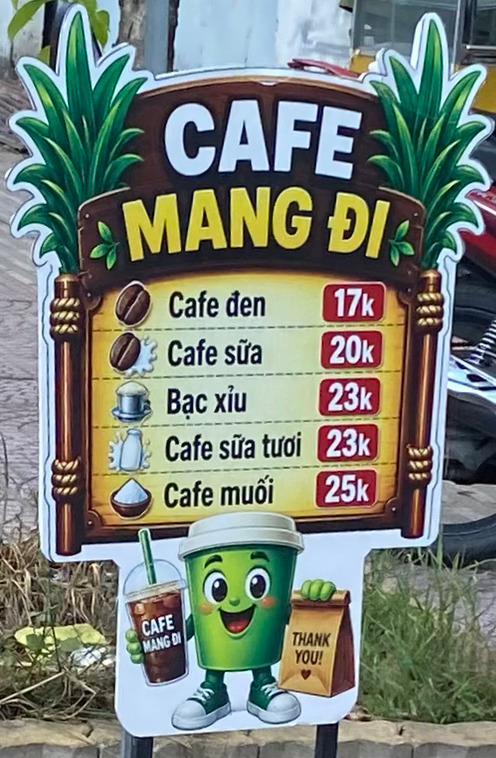 CAFE
MANG ĐI
Cafe đen 17k
Cafe sữa 20k
Bạc xỉu 23k
Cafe sữa tươi 23k
Cafe muối 25k
CAFE
MANG ĐI
THANK
YOU!